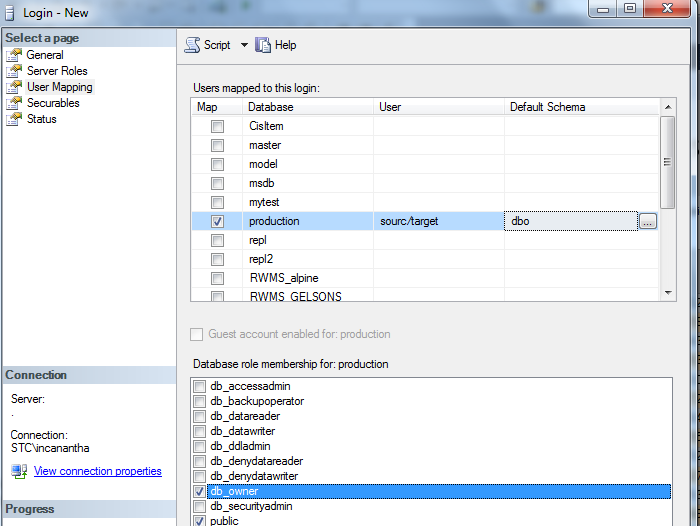 Login - New
Select a page
General
Server Roles
User Mapping
Securables
Status
Script Help
Users mapped to this login:
Map Database User Default Schema
CisItem
master
model
msdb
mytest
production sourc/target dbo ...
repl
repl2
RWMS_alpine
RWMS_GELSONS
Guest account enabled for: production
Database role membership for: production
db_accessadmin
db_backupoperator
db_datareader
db_datawriter
db_ddladmin
db_denydatareader
db_denydatawriter
db_owner
db_securityadmin
public
Connection
Server:
.
Connection:
STC\incanantha
View connection properties
Progress